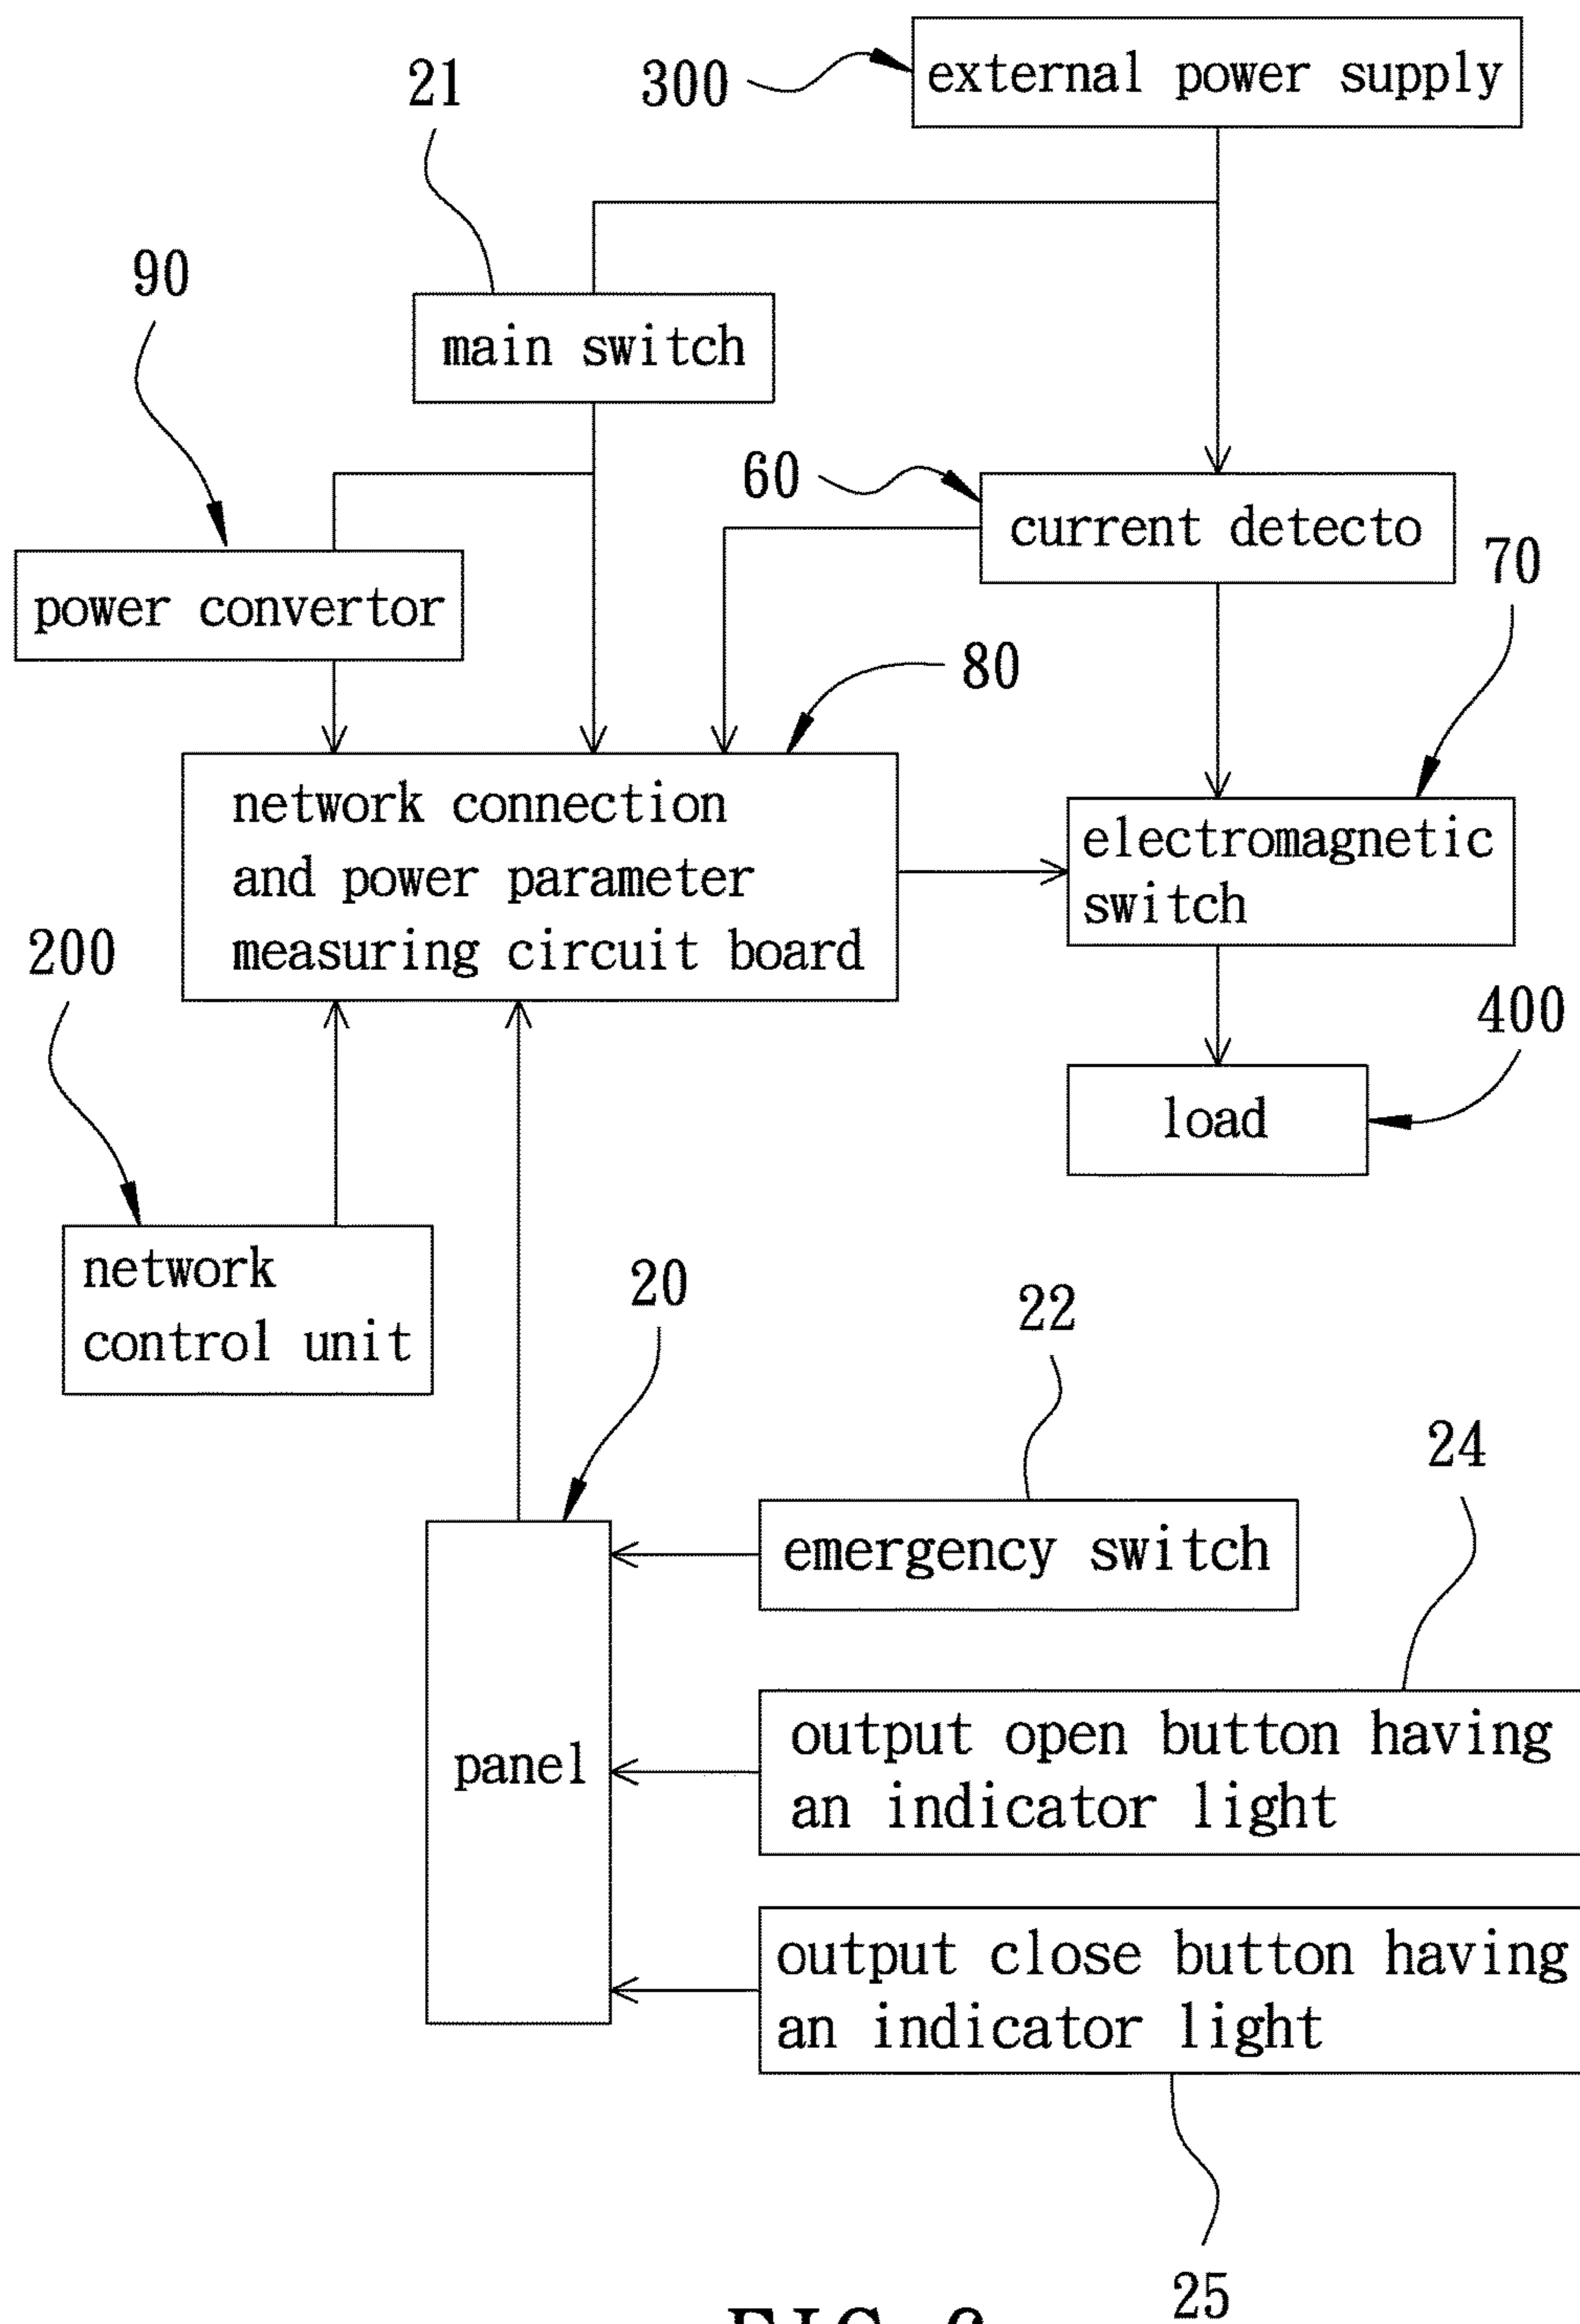 300
external power supply
21
90
main switch
60
current detecto
70
power convertor
80
network connection
and power parameter
measuring circuit board
electromagnetic
switch
200
400
load
network
control unit
20
22
24
emergency switch
panel
output open button having
an indicator light
output close button having
an indicator light
25